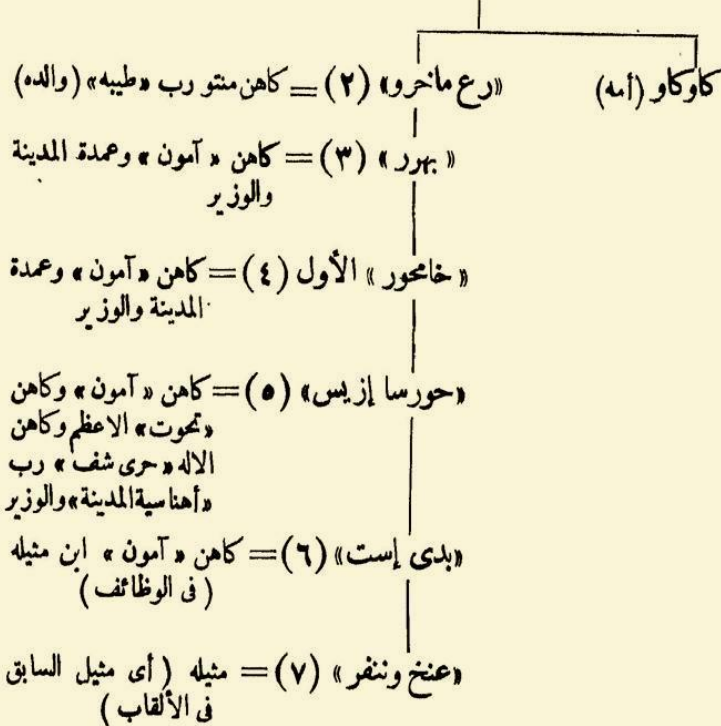 كاوكاو (أمه) «رع ماخرو» (٢) = كاهن منتو رب «طيبه» (والده)
« بهرر » (٣) = كاهن « آمون » وعمدة المدينة
والوزير
« خامحور » الأول (٤) = كاهن « آمون » وعمدة
المدينة والوزير
«حورسا إزيس» (٥) = كاهن « آمون » وكاهن
«تحوت» الاعظم وكاهن
الاله « حرى شف » رب
«أهناسية المدينة» والوزير
«بدى إست» (٦) = كاهن « آمون » ابن مثيله
( فى الوظائف )
«عنخ وننفر» (٧) = مثيله ( أى مثيل السابق
فى الألقاب )